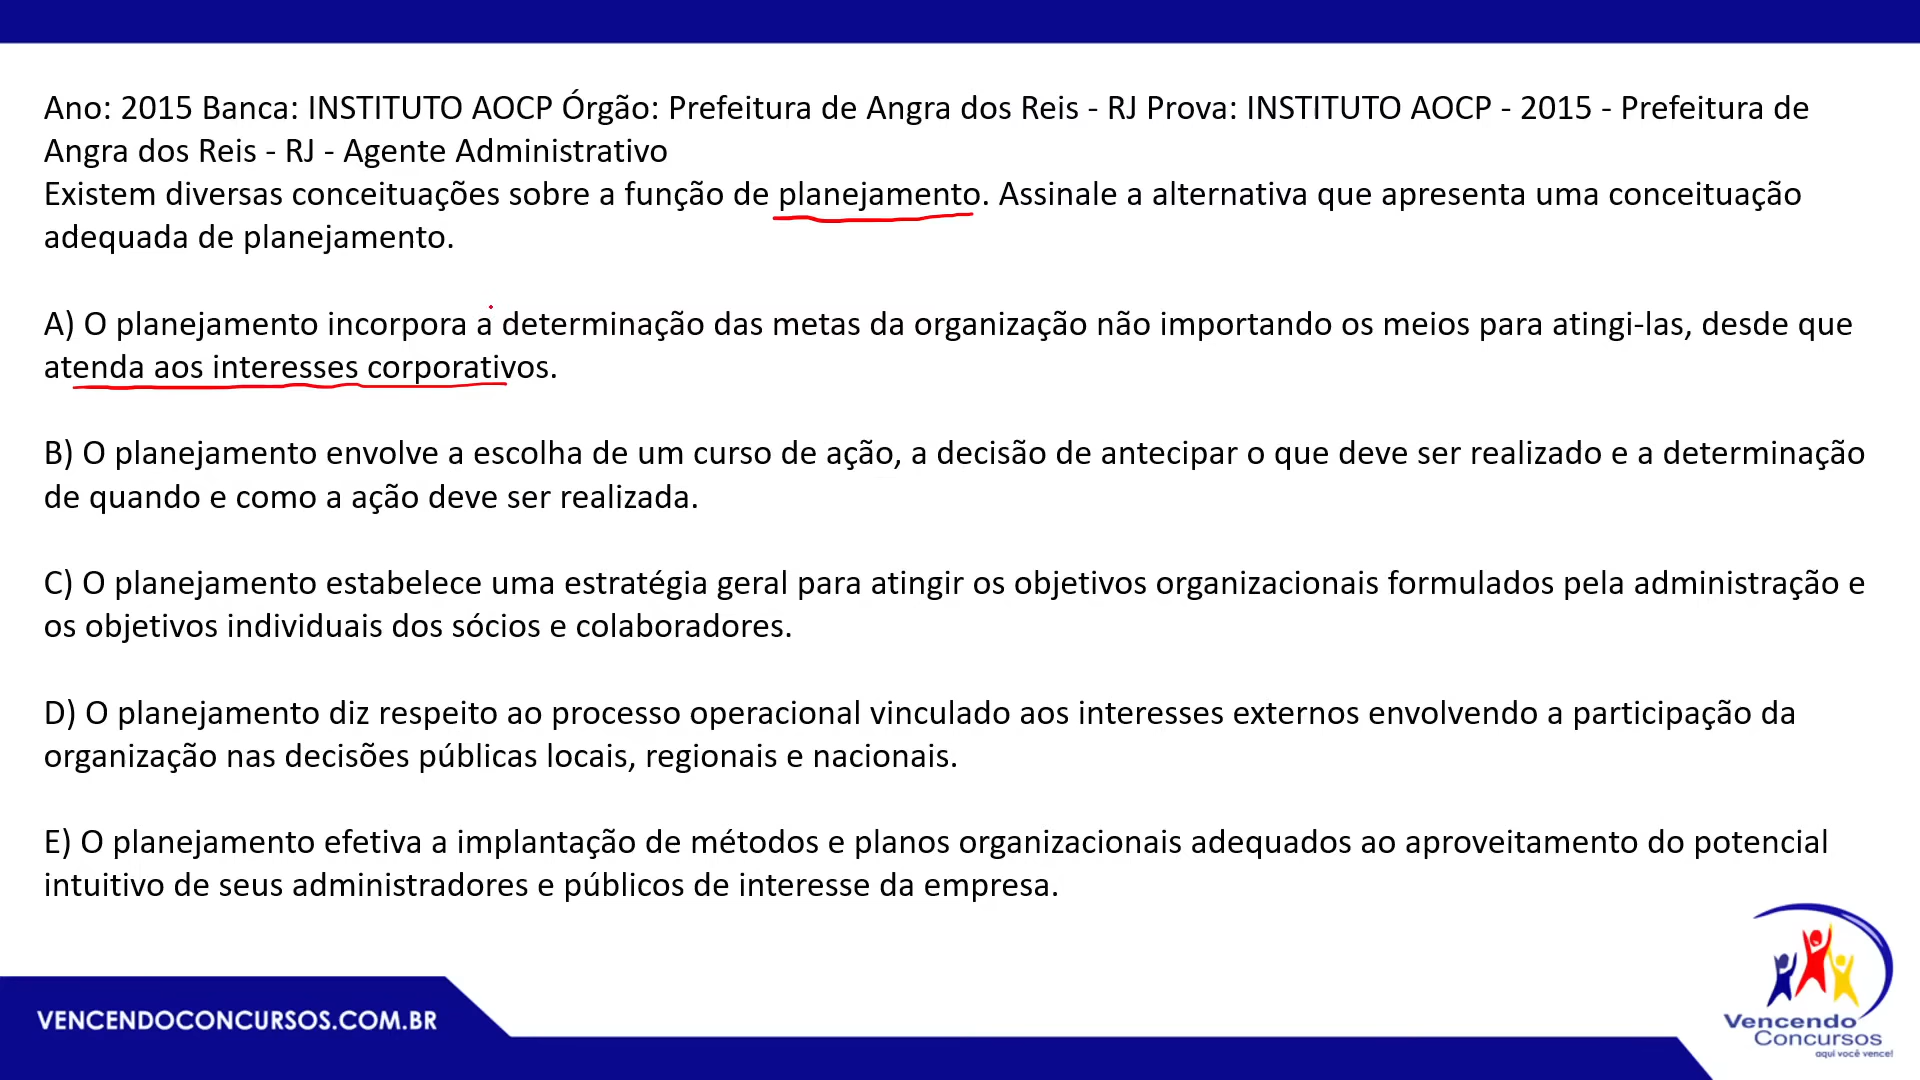 Ano: 2015 Banca: INSTITUTO AOCP Órgão: Prefeitura de Angra dos Reis - RJ Prova: INSTITUTO AOCP - 2015 - Prefeitura de
Angra dos Reis - RJ - Agente Administrativo
Existem diversas conceituações sobre a função de planejamento. Assinale a alternativa que apresenta uma conceituação
adequada de planejamento.
A) O planejamento incorpora a determinação das metas da organização não importando os meios para atingi-las, desde que
atenda aos interesses corporativos.
B) O planejamento envolve a escolha de um curso de ação, a decisão de antecipar o que deve ser realizado e a determinação
de quando e como a ação deve ser realizada.
C) O planejamento estabelece uma estratégia geral para atingir os objetivos organizacionais formulados pela administração e
os objetivos individuais dos sócios e colaboradores.
D) O planejamento diz respeito ao processo operacional vinculado aos interesses externos envolvendo a participação da
organização nas decisões públicas locais, regionais e nacionais.
E) O planejamento efetiva a implantação de métodos e planos organizacionais adequados ao aproveitamento do potencial
intuitivo de seus administradores e públicos de interesse da empresa.
VENCENDOCONCURSOS.COM.BR
Vencendo
Concursos
aqui você vence!